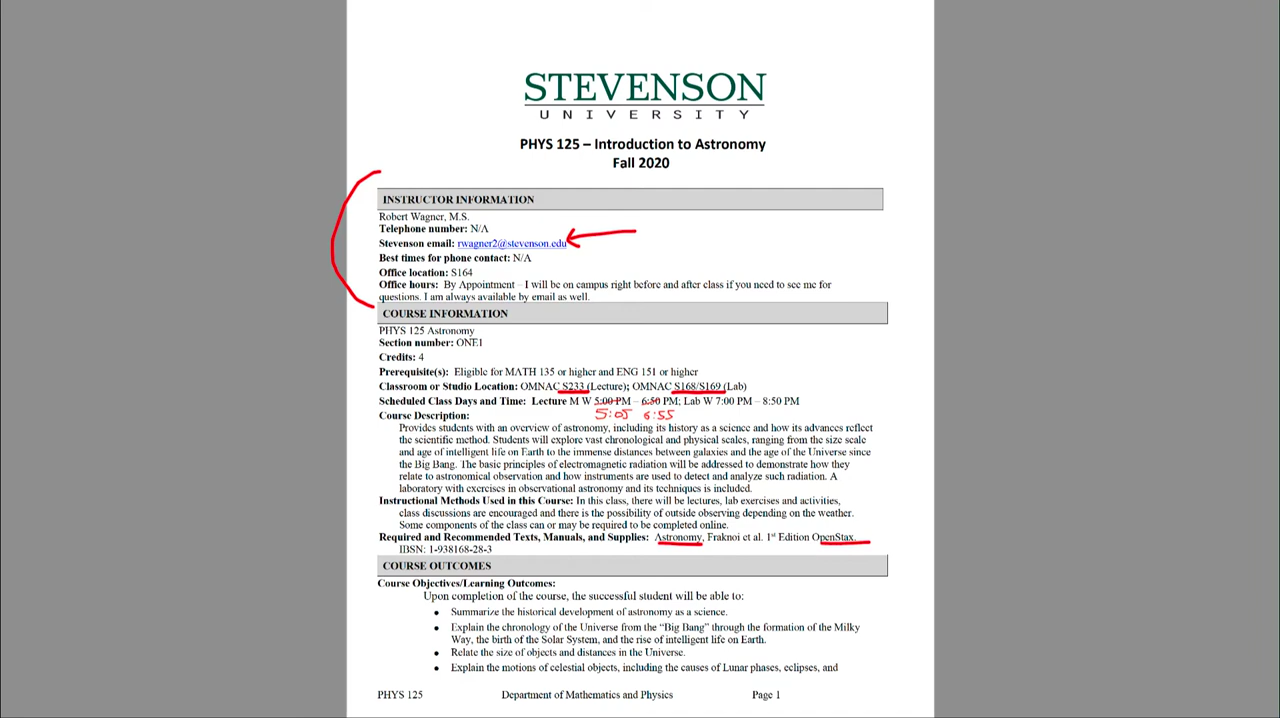 STEVENSON
UNIVERSITY
PHYS 125 – Introduction to Astronomy
Fall 2020
INSTRUCTOR INFORMATION
Robert Wagner, M.S.
Telephone number: N/A
Stevenson email: rwagner2@stevenson.edu
Best times for phone contact: N/A
Office location: S164
Office hours: By Appointment – I will be on campus right before and after class if you need to see me for
questions. I am always available by email as well.
COURSE INFORMATION
PHYS 125 Astronomy
Section number: ONE1
Credits: 4
Prerequisite(s): Eligible for MATH 135 or higher and ENG 151 or higher
Classroom or Studio Location: OMNAC S233 (Lecture); OMNAC S168/S169 (Lab)
Scheduled Class Days and Time: Lecture M W 5:00 PM – 6:50 PM; Lab W 7:00 PM – 8:50 PM
5:05 6:55
Course Description:
Provides students with an overview of astronomy, including its history as a science and how its advances reflect
the scientific method. Students will explore vast chronological and physical scales, ranging from the size scale
and age of intelligent life on Earth to the immense distances between galaxies and the age of the Universe since
the Big Bang. The basic principles of electromagnetic radiation will be addressed to demonstrate how they
relate to astronomical observation and how instruments are used to detect and analyze such radiation. A
laboratory with exercises in observational astronomy and its techniques is included.
Instructional Methods Used in this Course: In this class, there will be lectures, lab exercises and activities,
class discussions are encouraged and there is the possibility of outside observing depending on the weather.
Some components of the class can or may be required to be completed online.
Required and Recommended Texts, Manuals, and Supplies: Astronomy, Fraknoi et al. 1st Edition OpenStax.
IBSN: 1-938168-28-3
COURSE OUTCOMES
Course Objectives/Learning Outcomes:
Upon completion of the course, the successful student will be able to:
• Summarize the historical development of astronomy as a science.
• Explain the chronology of the Universe from the “Big Bang” through the formation of the Milky
Way, the birth of the Solar System, and the rise of intelligent life on Earth.
• Relate the size of objects and distances in the Universe.
• Explain the motions of celestial objects, including the causes of Lunar phases, eclipses, and
PHYS 125 Department of Mathematics and Physics Page 1